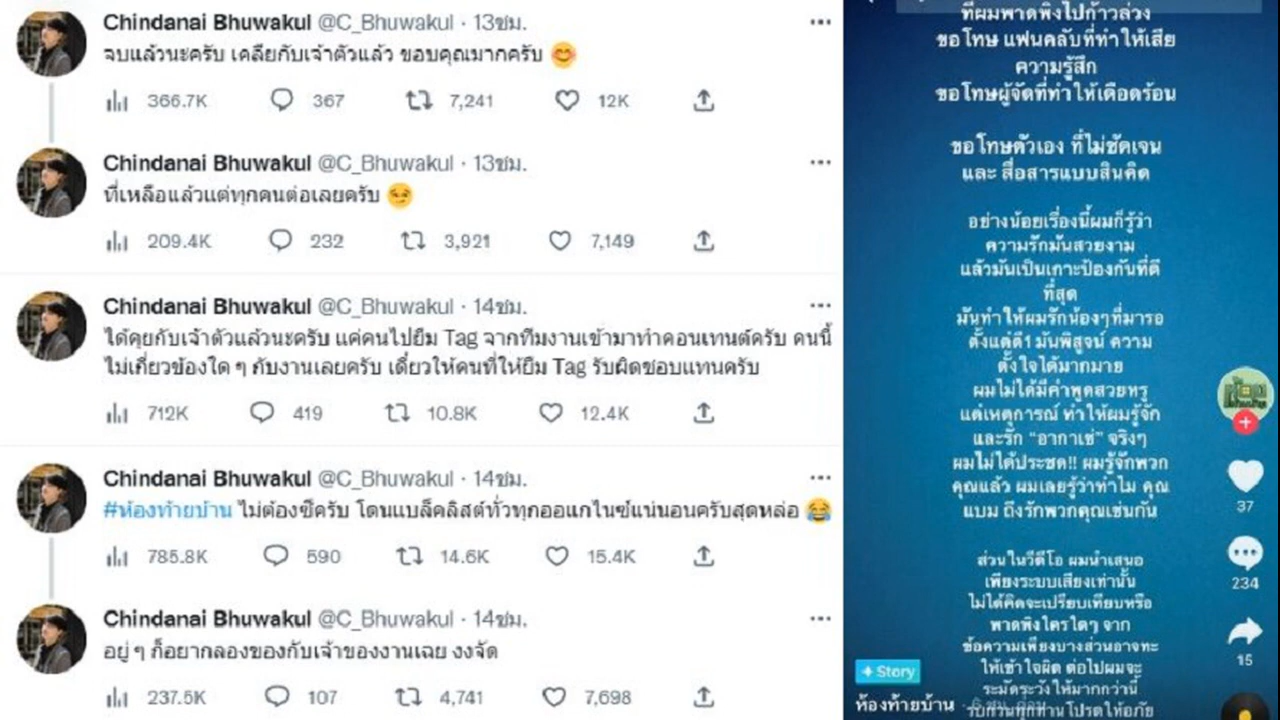 Chindanai Bhuwakul @C_Bhuwakul · 13ชม.
จบแล้วนะครับ เคลียกับเจ้าตัวแล้ว ขอบคุณมากครับ 😊
366.7K 367 7,241 12K
Chindanai Bhuwakul @C_Bhuwakul · 13ชม.
ที่เหลือแล้วแต่ทุกคนต่อเลยครับ 😏
209.4K 232 3,921 7,149
Chindanai Bhuwakul @C_Bhuwakul · 14ชม.
ได้คุยกับเจ้าตัวแล้วนะครับ แค่คนไปยืม Tag จากทีมงานเข้ามาทำคอนเทนต์ครับ คนนี้
ไม่เกี่ยวข้องใด ๆ กับงานเลยครับ เดี๋ยวให้คนที่ให้ยืม Tag รับผิดชอบแทนครับ
712K 419 10.8K 12.4K
Chindanai Bhuwakul @C_Bhuwakul · 14ชม.
#ห้องท้ายบ้าน ไม่ต้องซีครับ โดนแบล็คลิสต์ทั่วทุกออแกไนซ์แน่นอนครับสุดหล่อ 😂
785.8K 590 14.6K 15.4K
Chindanai Bhuwakul @C_Bhuwakul · 14ชม.
อยู่ ๆ ก็อยากลองของกับเจ้าของงานเฉย งงจัด
237.5K 107 4,741 7,698
ที่ผมพาดพิงไปก้าวล่วง
ขอโทษ แฟนคลับที่ทำให้เสีย
ความรู้สึก
ขอโทษผู้จัดที่ทำให้เดือดร้อน
ขอโทษตัวเอง ที่ไม่ชัดเจน
และ สื่อสารแบบสิ้นคิด
อย่างน้อยเรื่องนี้ผมก็รู้ว่า
ความรักมันสวยงาม
แล้วมันเป็นเกาะป้องกันที่ดี
ที่สุด
มันทำให้ผมรักน้องๆที่มารอ
ตั้งแต่ตี1 มันพิสูจน์ ความ
ตั้งใจได้มากมาย
ผมไม่ได้มีคำพูดสวยหรู
แต่เหตุการณ์ ทำให้ผมรู้จัก
และรัก “อากาเซ่” จริงๆ
ผมไม่ได้ประชด!! ผมรู้จักพวก
คุณแล้ว ผมเลยรู้ว่าทำไม คุณ
แบม ถึงรักพวกคุณเช่นกัน
ส่วนในวีดีโอ ผมนำเสนอ
เพียงระบบเสียงเท่านั้น
ไม่ได้คิดจะเปรียบเทียบหรือ
พาดพิงใครใดๆ จาก
ข้อความเพียงบางส่วนอาจทะ
ให้เข้าใจผิด ต่อไปผมจะ
ระมัดระวังให้มากกว่านี้
รบกวนทุกท่านโปรดให้อภัย
37
234
15
+ Story
ห้องท้ายบ้าน